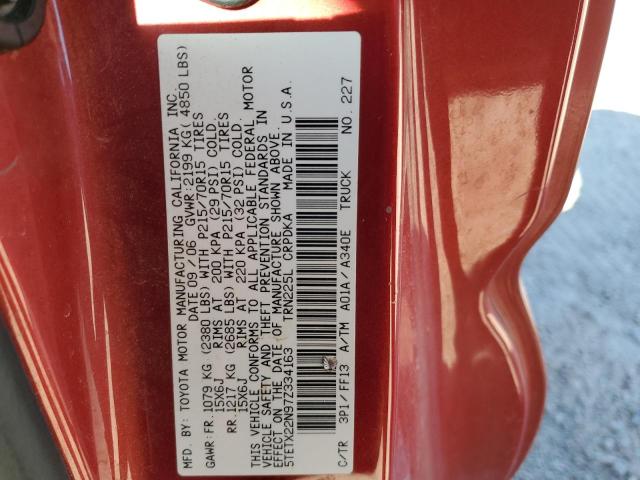 MFD. BY: TOYOTA MOTOR MANUFACTURING CALIFORNIA INC.
DATE 09/06 GVWR: 2199 KG( 4850 LBS)
GAWR: FR. 1079 KG (2380 LBS) WITH P215/70R15 TIRES
15X6J RIMS AT 200 KPA (29 PSI) COLD.
RR. 1217 KG (2685 LBS) WITH P215/70R15 TIRES
15X6J RIMS AT 220 KPA (32 PSI) COLD.
THIS VEHICLE CONFORMS TO ALL APPLICABLE FEDERAL MOTOR
VEHICLE SAFETY AND THEFT PREVENTION STANDARDS IN
EFFECT ON THE DATE OF MANUFACTURE SHOWN ABOVE.
5TETX22N97Z334163 TRN225L CRPDKA MADE IN U.S.A.
C/TR 3P1/FF13 A/TM A01A/A340E TRUCK NO. 227